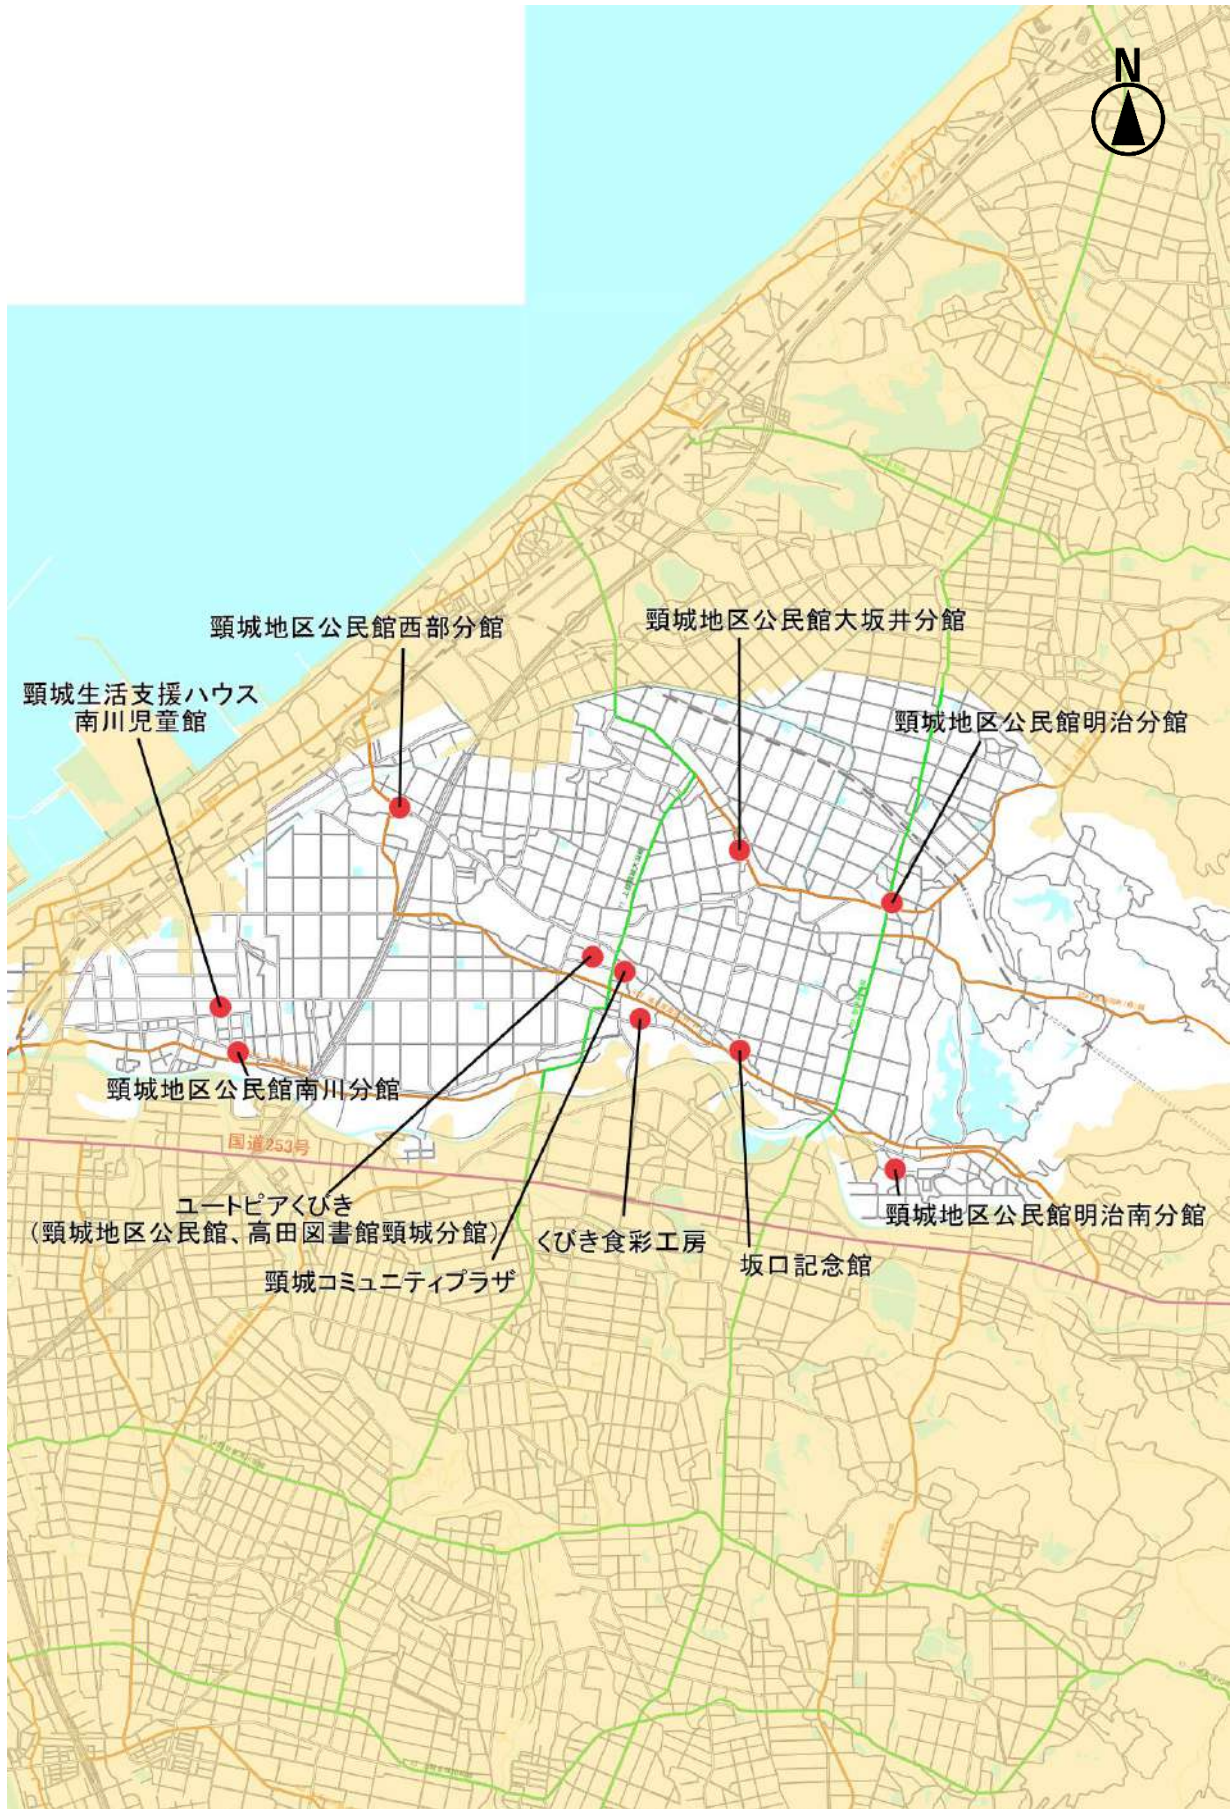 N
頸城地区公民館西部分館
頸城地区公民館大坂井分館
頸城生活支援ハウス
南川児童館
頸城地区公民館明治分館
頸城地区公民館南川分館
国道253号
ユートピアくびき
(頸城地区公民館、高田図書館頸城分館)
くびき食彩工房
頸城地区公民館明治南分館
坂口記念館
頸城コミュニティプラザ